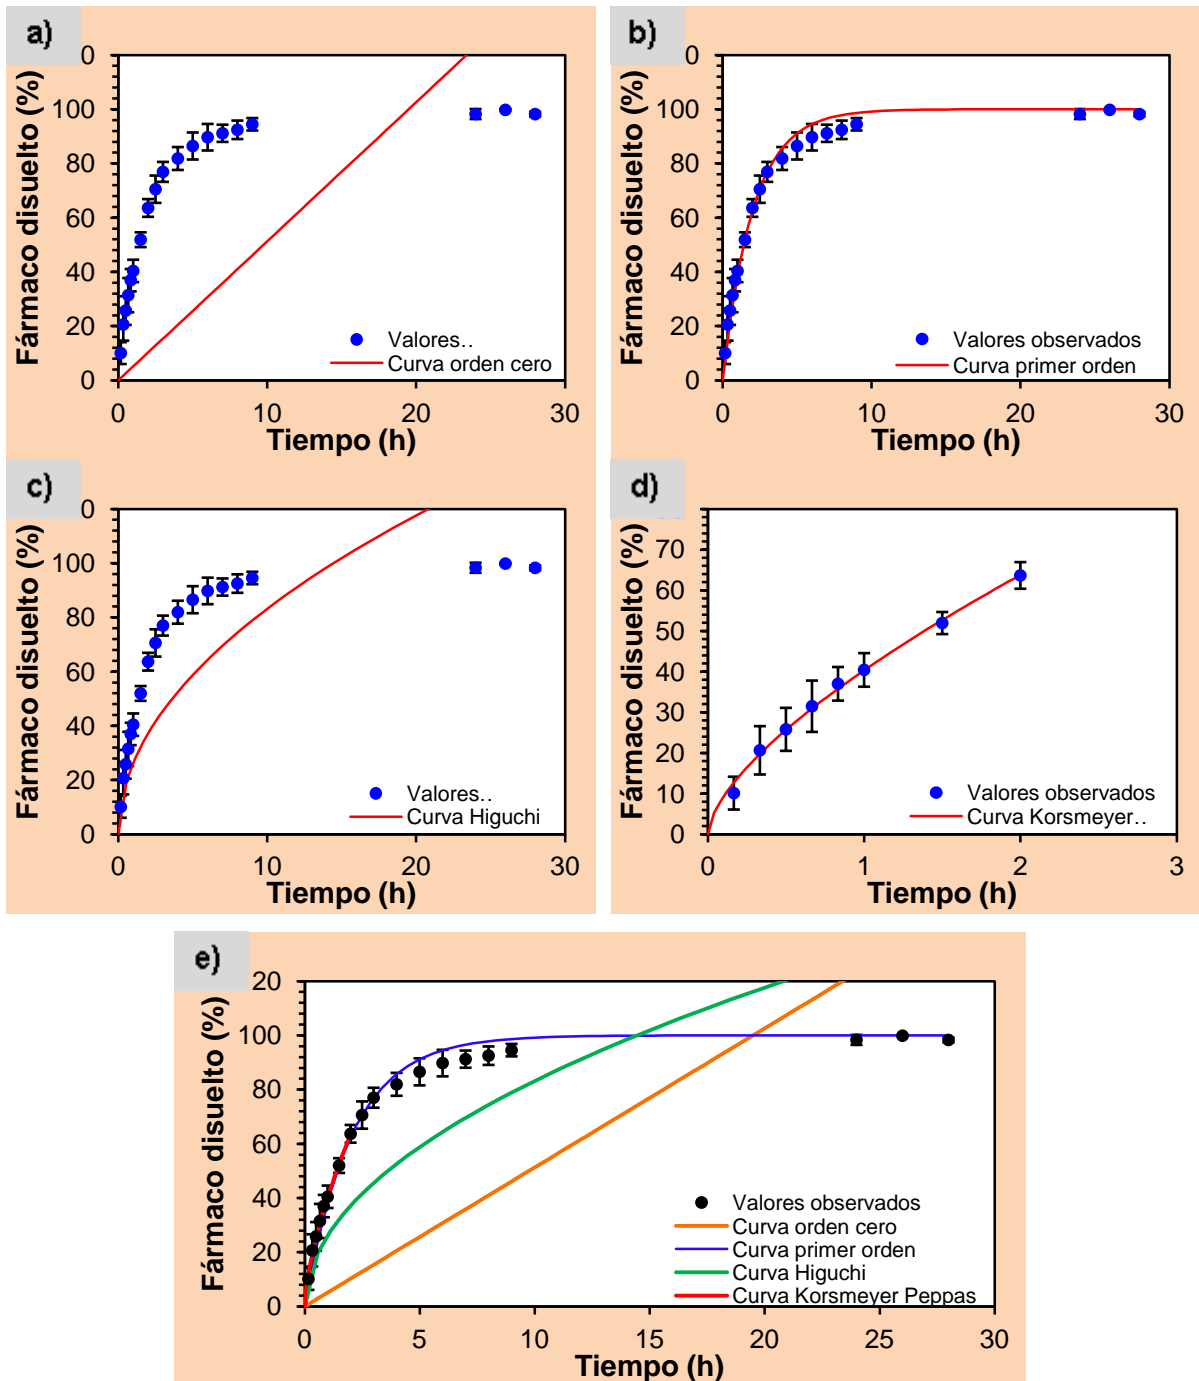 a)
Fármaco disuelto (%)
0
100
80
60
40
20
0
Valores..
Curva orden cero
0 10 20 30
Tiempo (h)
b)
Fármaco disuelto (%)
0
100
80
60
40
20
0
Valores observados
Curva primer orden
0 10 20 30
Tiempo (h)
c)
Fármaco disuelto (%)
0
100
80
60
40
20
0
Valores..
Curva Higuchi
0 10 20 30
Tiempo (h)
d)
Fármaco disuelto (%)
70
60
50
40
30
20
10
0
Valores observados
Curva Korsmeyer..
0 1 2 3
Tiempo (h)
e)
Fármaco disuelto (%)
20
100
80
60
40
20
0
Valores observados
Curva orden cero
Curva primer orden
Curva Higuchi
Curva Korsmeyer Peppas
0 5 10 15 20 25 30
Tiempo (h)